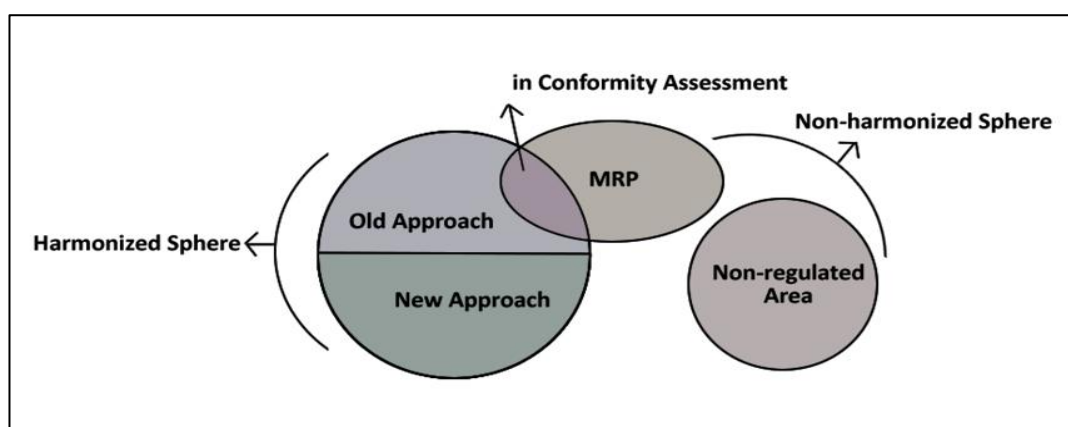 in Conformity Assessment
Non-harmonized Sphere
MRP
Old Approach
Harmonized Sphere
New Approach
Non-regulated
Area